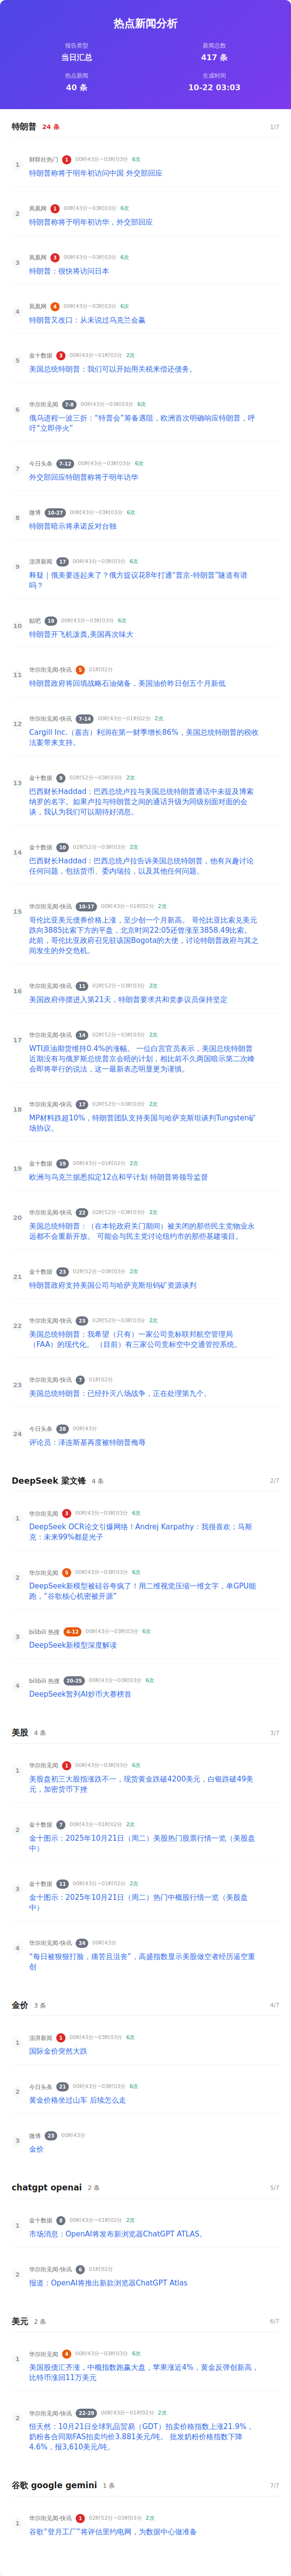 热点新闻分析
报告类型
新闻总数
当日汇总
417 条
热点新闻
生成时间
40 条
10-22 03:03
特朗普 24 条 1/7
1 财联社热门 1 00时43分~03时03分 6次
特朗普称将于明年初访问中国 外交部回应
2 凤凰网 1 00时43分~03时03分 6次
特朗普称将于明年初访华，外交部回应
3 凤凰网 3 00时43分~03时03分 6次
特朗普：很快将访问日本
4 凤凰网 4 00时43分~03时03分 6次
特朗普又改口：从未说过乌克兰会赢
5 金十数据 3 00时43分~01时02分 2次
美国总统特朗普：我们可以开始用关税来偿还债务。
6 华尔街见闻 7-8 00时43分~03时03分 6次
俄乌进程一波三折：“特普会”筹备遇阻，欧洲首次明确响应特朗普，呼
吁“立即停火”
7 今日头条 7-12 00时43分~03时03分 6次
外交部回应特朗普称将于明年访华
8 微博 10-27 00时43分~03时03分 6次
特朗普暗示将承诺反对台独
9 澎湃新闻 17 00时43分~03时03分 6次
释疑｜俄美要连起来了？俄方提议花8年打通“普京-特朗普”隧道有谱
吗？
10 贴吧 19 00时43分~03时03分 6次
特朗普开飞机泼粪,美国再次味大
11 华尔街见闻-快讯 5 01时02分
特朗普政府将回填战略石油储备，美国油价昨日创五个月新低
12 华尔街见闻-快讯 7-14 00时43分~01时02分 2次
Cargill Inc.（嘉吉）利润在第一财季增长86%，美国总统特朗普的税收
法案带来支持。
13 金十数据 9 02时52分~03时03分 2次
巴西财长Haddad：巴西总统卢拉与美国总统特朗普通话中未提及博索
纳罗的名字。如果卢拉与特朗普之间的通话升级为同级别面对面的会
谈，我认为我们可以期待好消息。
14 金十数据 10 02时52分~03时03分 2次
巴西财长Haddad：巴西总统卢拉告诉美国总统特朗普，他有兴趣讨论
任何问题，包括货币、委内瑞拉，以及其他任何问题。
15 华尔街见闻-快讯 10-17 00时43分~01时02分 2次
哥伦比亚美元债券价格上涨，至少创一个月新高。 哥伦比亚比索兑美元
跌向3885比索下方的平盘，北京时间22:05还曾涨至3858.49比索。
此前，哥伦比亚政府召见驻该国Bogota的大使，讨论特朗普政府与其之
间发生的外交危机。
16 华尔街见闻-快讯 11 02时52分~03时03分 2次
美国政府停摆进入第21天，特朗普要求共和党参议员保持坚定
17 华尔街见闻-快讯 14 02时52分~03时03分 2次
WTI原油期货维持0.4%的涨幅。 一位白宫官员表示，美国总统特朗普
近期没有与俄罗斯总统普京会晤的计划，相比前不久两国暗示第二次峰
会即将举行的说法，这一最新表态明显更为谨慎。
18 华尔街见闻-快讯 17 02时52分~03时03分 2次
MP材料跌超10%，特朗普团队支持美国与哈萨克斯坦谈判Tungsten矿
场协议。
19 金十数据 19 00时43分~01时02分 2次
欧洲与乌克兰据悉拟定12点和平计划 特朗普将领导监督
20 华尔街见闻-快讯 22 02时52分~03时03分 2次
美国总统特朗普：（在本轮政府关门期间）被关闭的那些民主党物业永
远都不会重新开放。 可能会与民主党讨论纽约市的那些基建项目。
21 金十数据 23 02时52分~03时03分 2次
特朗普政府支持美国公司与哈萨克斯坦钨矿资源谈判
22 华尔街见闻-快讯 23 02时52分~03时03分 2次
美国总统特朗普：我希望（只有）一家公司竞标联邦航空管理局
（FAA）的现代化。 （目前）有三家公司竞标空中交通管控系统。
23 华尔街见闻-快讯 7 01时02分
美国总统特朗普：已经扑灭八场战争，正在处理第九个。
24 今日头条 28 00时43分
评论员：泽连斯基再度被特朗普侮辱
DeepSeek 梁文锋 4 条 2/7
1 华尔街见闻 3 00时43分~03时03分 6次
DeepSeek OCR论文引爆网络！Andrej Karpathy：我很喜欢；马斯
克：未来99%都是光子
2 华尔街见闻 5 00时43分~03时03分 6次
DeepSeek新模型被硅谷夸疯了！用二维视觉压缩一维文字，单GPU能
跑，“谷歌核心机密被开源”
3 bilibili 热搜 4-12 00时43分~03时03分 6次
DeepSeek新模型深度解读
4 bilibili 热搜 20-25 00时43分~03时03分 6次
DeepSeek暂列AI炒币大赛榜首
美股 4 条 3/7
1 华尔街见闻 1 00时43分~03时03分 6次
美股盘初三大股指涨跌不一，现货黄金跌破4200美元，白银跌破49美
元，加密货币下挫
2 金十数据 7 00时43分~01时02分 2次
金十图示：2025年10月21日（周二）美股热门股票行情一览（美股盘
中）
3 金十数据 11 00时43分~01时02分 2次
金十图示：2025年10月21日（周二）热门中概股行情一览（美股盘
中）
4 华尔街见闻-快讯 24 00时43分
“每日被狠狠打脸，痛苦且沮丧”，高盛指数显示美股做空者经历逼空重
创
金价 3 条 4/7
1 澎湃新闻 1 00时43分~03时03分 6次
国际金价突然大跌
2 今日头条 21 00时43分~03时03分 6次
黄金价格坐过山车 后续怎么走
3 微博 23 00时43分
金价
chatgpt openai 2 条 5/7
1 金十数据 8 00时43分~01时02分 2次
市场消息：OpenAI将发布新浏览器ChatGPT ATLAS。
2 华尔街见闻-快讯 6 01时02分
报道：OpenAI将推出新款浏览器ChatGPT Atlas
美元 2 条 6/7
1 华尔街见闻 4 00时43分~03时03分 6次
美国股债汇齐涨，中概指数跑赢大盘，苹果涨近4%，黄金反弹创新高，
比特币涨回11万美元
2 华尔街见闻-快讯 22-29 00时43分~01时02分 2次
恒天然：10月21日全球乳品贸易（GDT）拍卖价格指数上涨21.9%，
奶粉各合同期FAS拍卖均价3.881美元/吨。 批发奶粉价格指数下降
4.6%，报3,610美元/吨。
谷歌 google gemini 1 条 7/7
1 华尔街见闻-快讯 1 02时52分~03时03分 2次
谷歌“登月工厂”将评估里约电网，为数据中心做准备